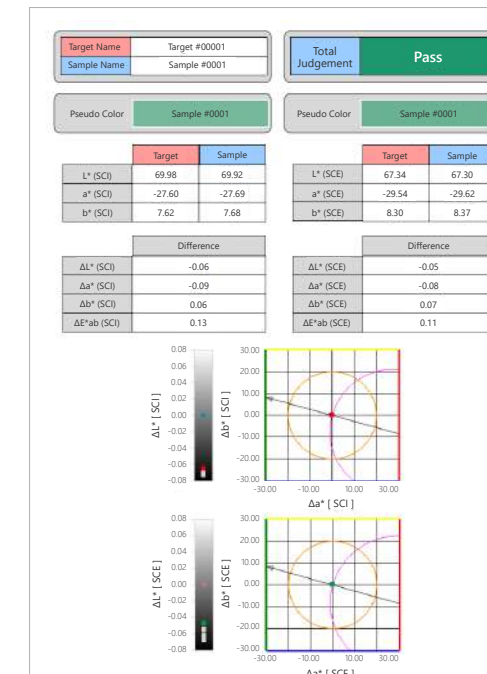 Target Name Target #00001
Sample Name Sample #0001
Total Judgement Pass
Pseudo Color Sample #0001
Pseudo Color Sample #0001
Target Sample
L* (SCI) 69.98 69.92
a* (SCI) -27.60 -27.69
b* (SCI) 7.62 7.68
Target Sample
L* (SCE) 67.34 67.30
a* (SCE) -29.54 -29.62
b* (SCE) 8.30 8.37
Difference
ΔL* (SCI) -0.06
Δa* (SCI) -0.09
Δb* (SCI) 0.06
ΔE*ab (SCI) 0.13
Difference
ΔL* (SCE) -0.05
Δa* (SCE) -0.08
Δb* (SCE) 0.07
ΔE*ab (SCE) 0.11
ΔL* [ SCI ]
0.08
0.06
0.04
0.02
0.00
-0.02
-0.04
-0.06
-0.08
Δb* [ SCI ]
30.00
20.00
10.00
0.00
-10.00
-20.00
-30.00
-30.00 -10.00 10.00 30.00
Δa* [ SCI ]
ΔL* [ SCE ]
0.08
0.06
0.04
0.02
0.00
-0.02
-0.04
-0.06
-0.08
Δb* [ SCE ]
30.00
20.00
10.00
0.00
-10.00
-20.00
-30.00
-30.00 -10.00 10.00 30.00
Δa* [ SCE ]